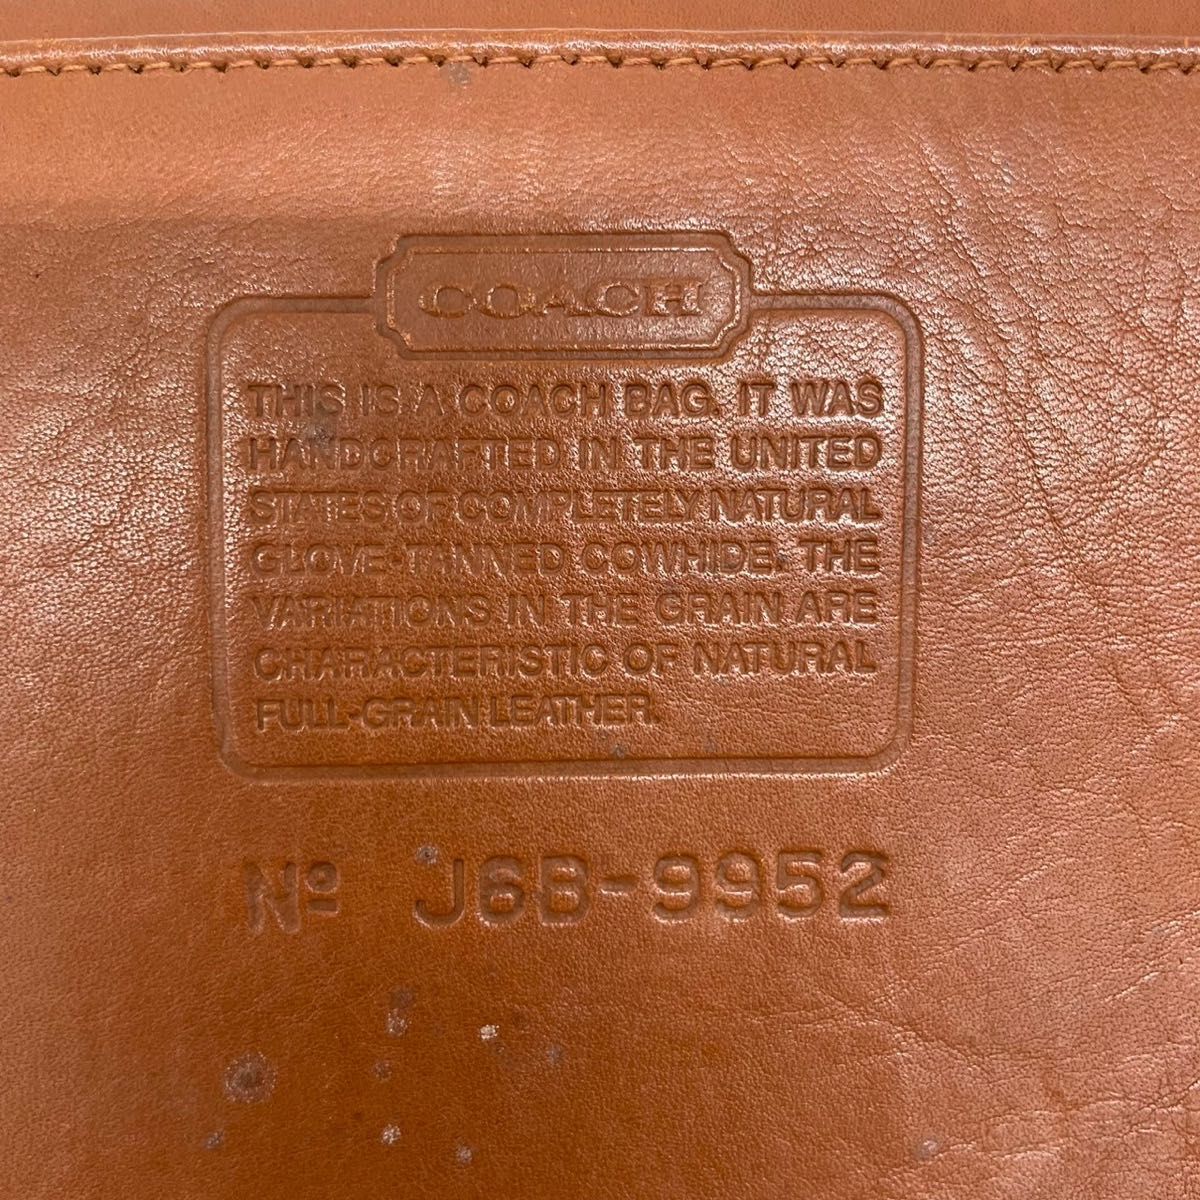 COACH
THIS IS A COACH BAG. IT WAS
HANDCRAFTED IN THE UNITED
STATES OF COMPLETELY NATURAL
GLOVE-TANNED COWHIDE. THE
VARIATIONS IN THE GRAIN ARE
CHARACTERISTIC OF NATURAL
FULL-GRAIN LEATHER.
Nº J6B-9952